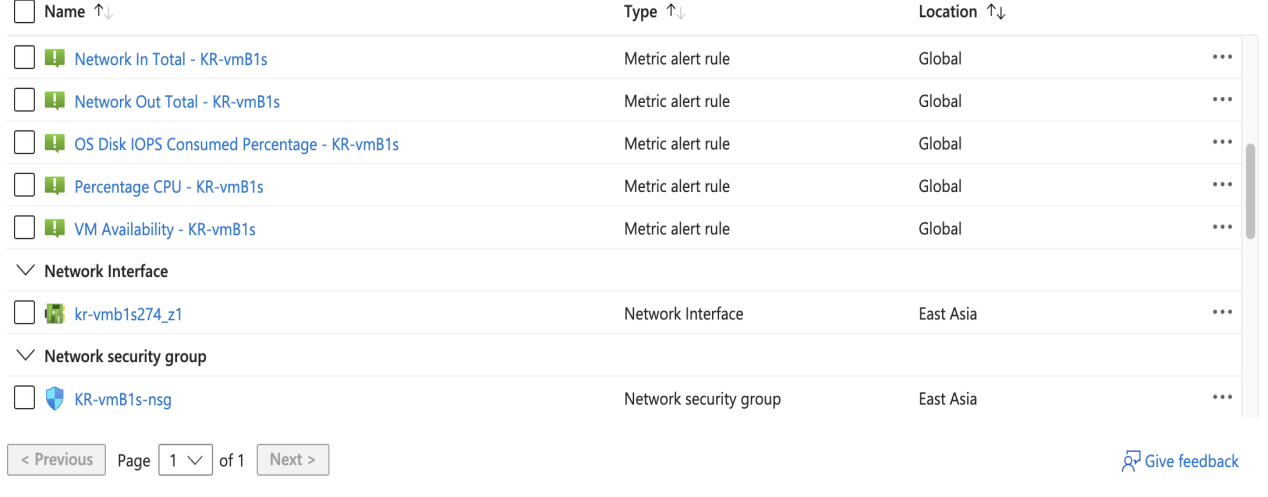 Name ↑↓ Type ↑↓ Location ↑↓
Network In Total - KR-vmB1s Metric alert rule Global ...
Network Out Total - KR-vmB1s Metric alert rule Global ...
OS Disk IOPS Consumed Percentage - KR-vmB1s Metric alert rule Global ...
Percentage CPU - KR-vmB1s Metric alert rule Global ...
VM Availability - KR-vmB1s Metric alert rule Global ...
Network Interface
kr-vmb1s274_z1 Network Interface East Asia ...
Network security group
KR-vmB1s-nsg Network security group East Asia ...
< Previous Page 1 of 1 Next > Give feedback